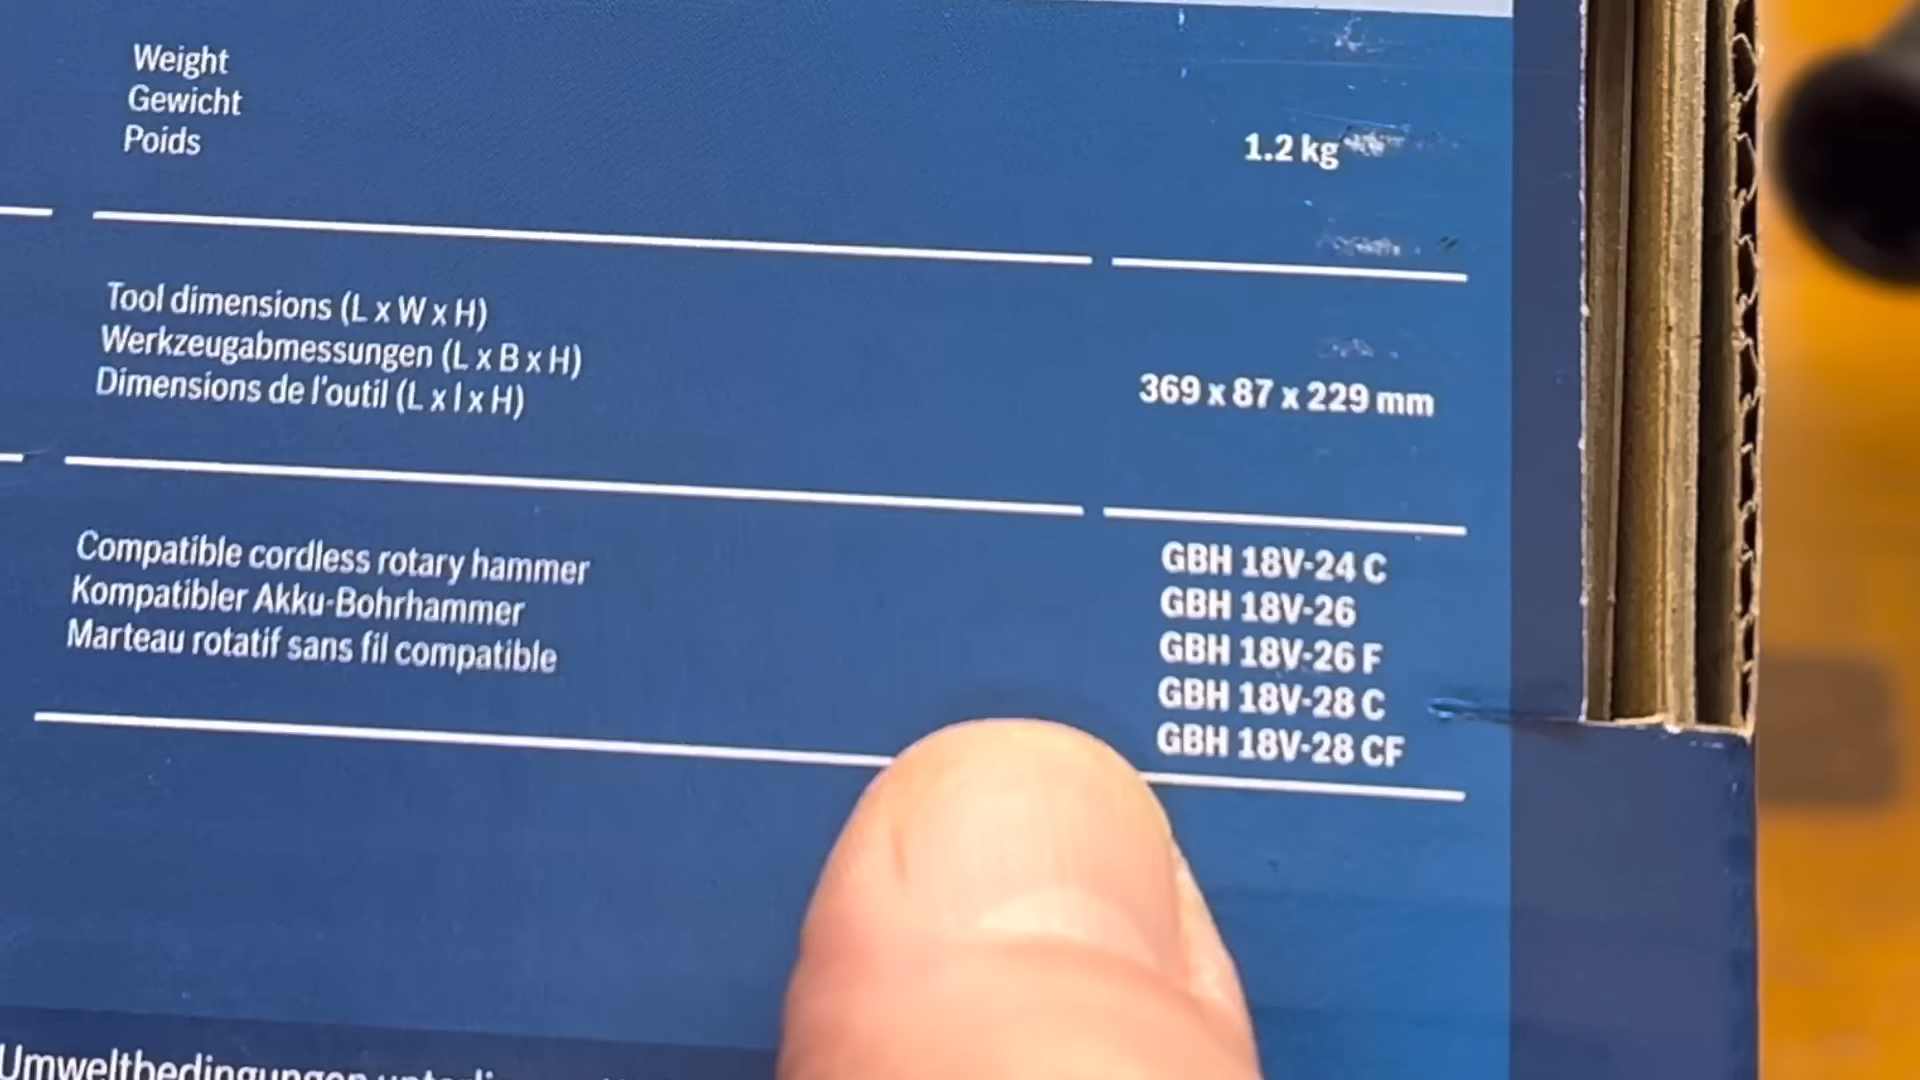 Weight
Gewicht
Poids
1.2 kg
Tool dimensions (L x W x H)
Werkzeugabmessungen (L x B x H)
Dimensions de l'outil (L x l x H)
369 x 87 x 229 mm
Compatible cordless rotary hammer
Kompatibler Akku-Bohrhammer
Marteau rotatif sans fil compatible
GBH 18V-24 C
GBH 18V-26
GBH 18V-26 F
GBH 18V-28 C
GBH 18V-28 CF
Umweltbedingungen